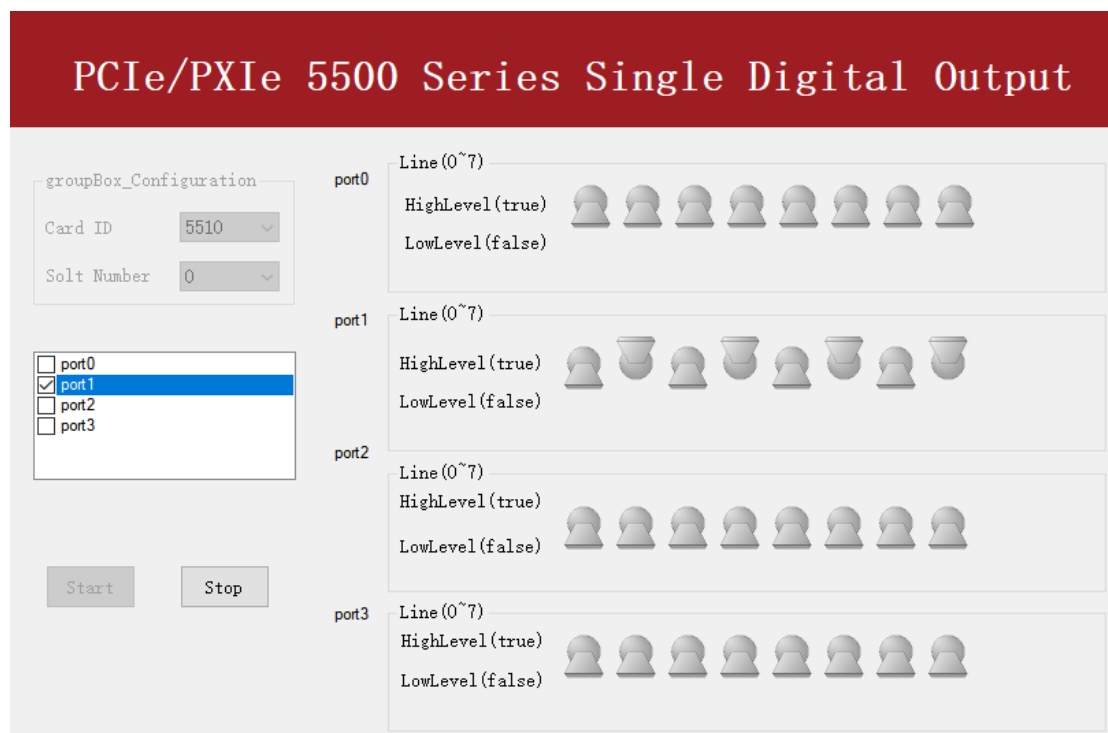 PCIe/PXIe 5500 Series Single Digital Output
groupBox_Configuration
Card ID
5510
Solt Number
0
port0
port1
port2
port3
Start
Stop
port0
Line(0~7)
HighLevel(true)
LowLevel(false)
port1
Line(0~7)
HighLevel(true)
LowLevel(false)
port2
Line(0~7)
HighLevel(true)
LowLevel(false)
port3
Line(0~7)
HighLevel(true)
LowLevel(false)